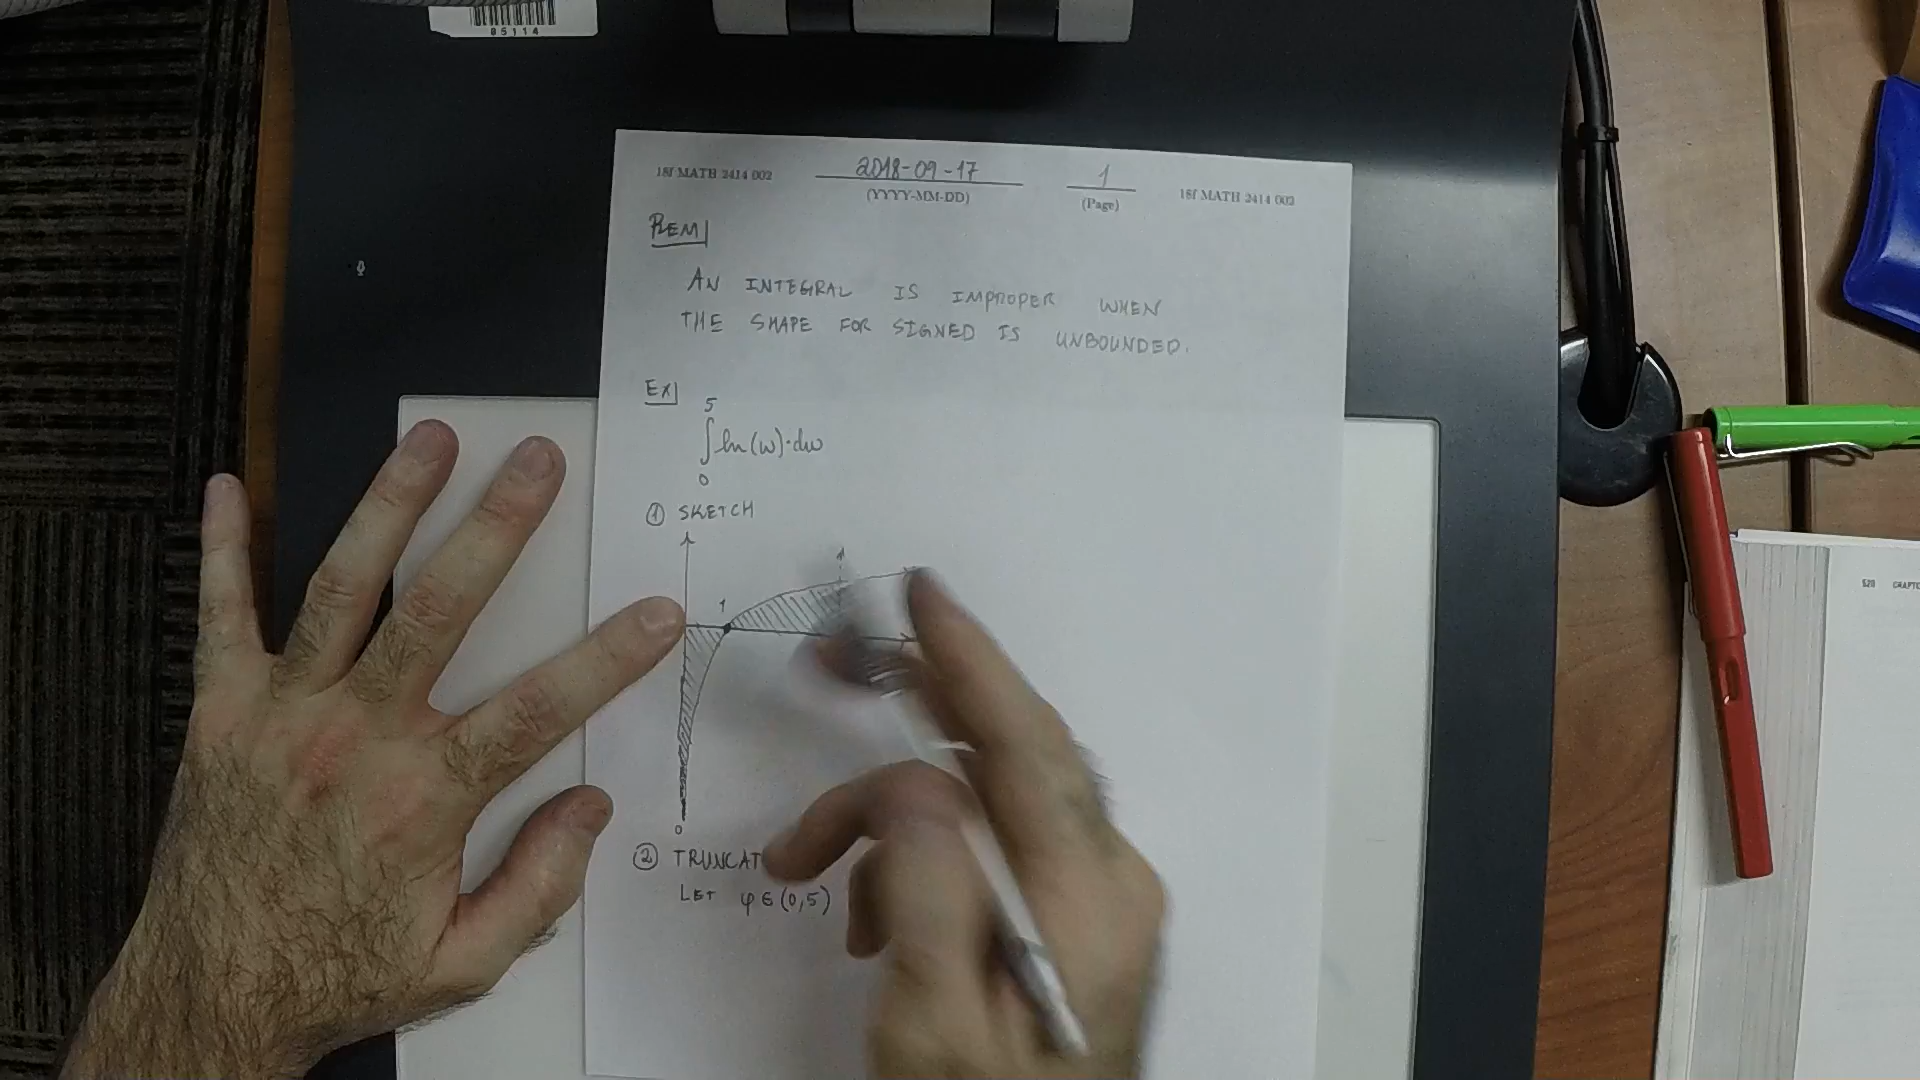 05114
18f MATH 2414 002 2018-09-17 1 18f MATH 2414 002
(YYYY-MM-DD) (Page)
REM
AN INTEGRAL IS IMPROPER WHEN
THE SHAPE FOR SIGNED IS UNBOUNDED.
EX
5
∫ln(w)·dw
0
① SKETCH
1
0
② TRUNCAT
LET φ∈(0,5)
520